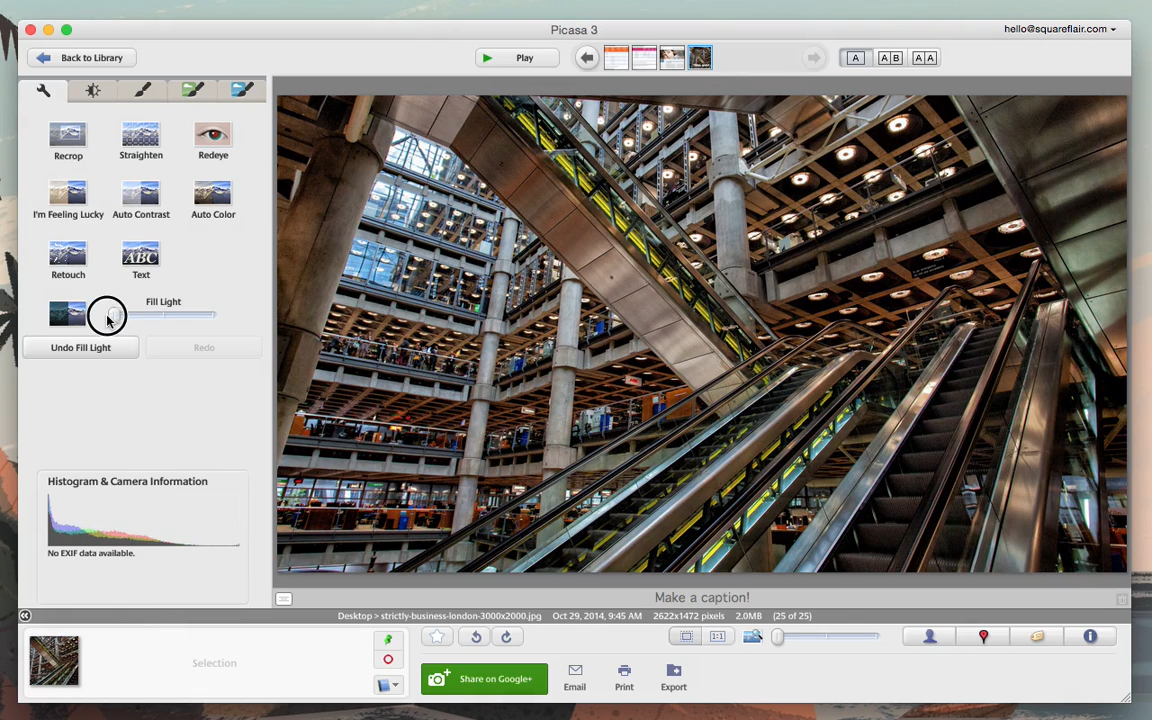 Picasa 3
hello@squareflair.com
Back to Library
Play
A
A B
A A
Recrop
Straighten
Redeye
I'm Feeling Lucky
Auto Contrast
Auto Color
ABC
Retouch
Text
Fill Light
Undo Fill Light
Redo
Histogram & Camera Information
No EXIF data available.
Make a caption!
Desktop > strictly-business-london-3000x2000.jpg Oct 29, 2014, 9:45 AM 2622x1472 pixels 2.0MB (25 of 25)
1:1
Selection
Share on Google+
Email
Print
Export